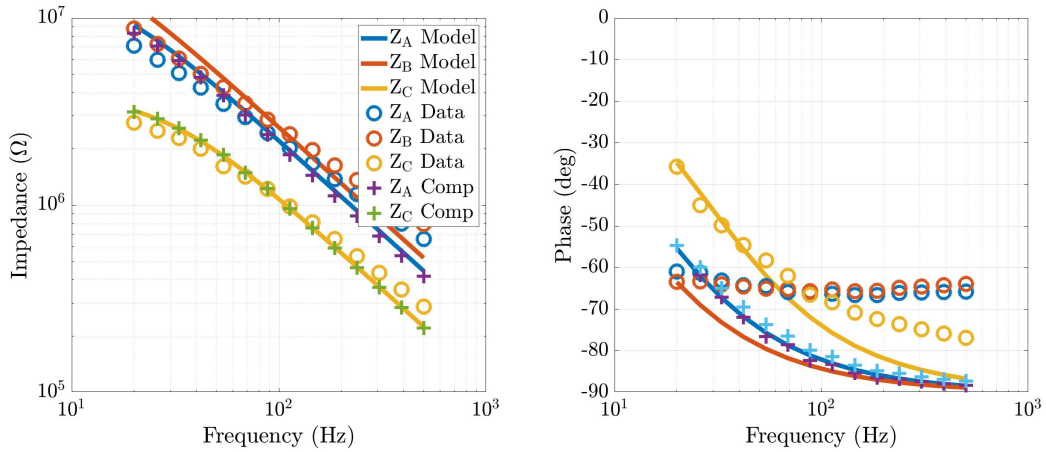 10^7
10^6
10^5
Impedance (Ω)
10^1
10^2
10^3
Frequency (Hz)
Z_A Model
Z_B Model
Z_C Model
Z_A Data
Z_B Data
Z_C Data
Z_A Comp
Z_C Comp
0
-10
-20
-30
-40
-50
-60
-70
-80
-90
Phase (deg)
10^1
10^2
10^3
Frequency (Hz)